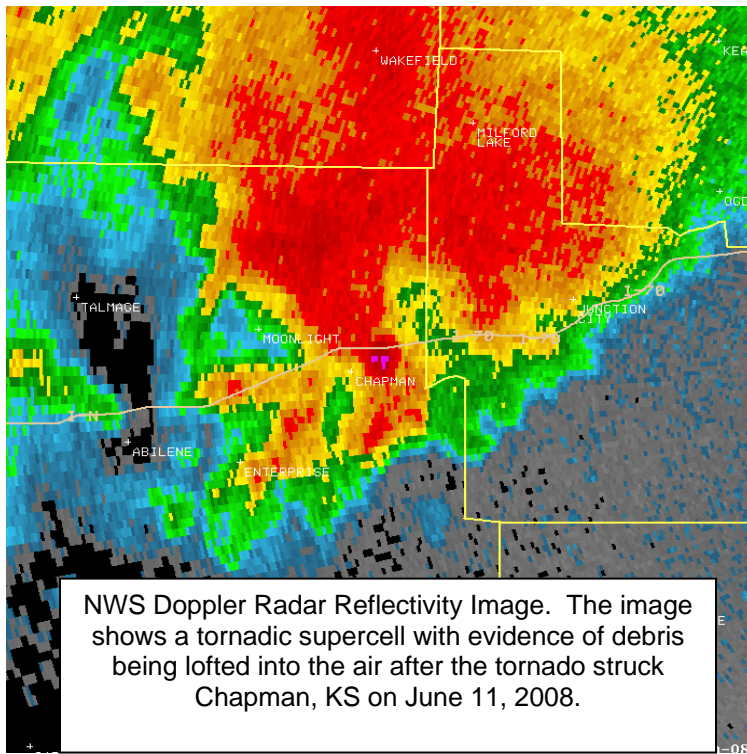 WAKEFIELD
KEA
MILFORD
LAKE
OGD
TALMAGE
I-70
JUNCTION
CITY
MOONLIGHT
I-70 I-70
CHAPMAN
ABILENE
ENTERPRISE
NWS Doppler Radar Reflectivity Image. The image
shows a tornadic supercell with evidence of debris
being lofted into the air after the tornado struck
Chapman, KS on June 11, 2008.